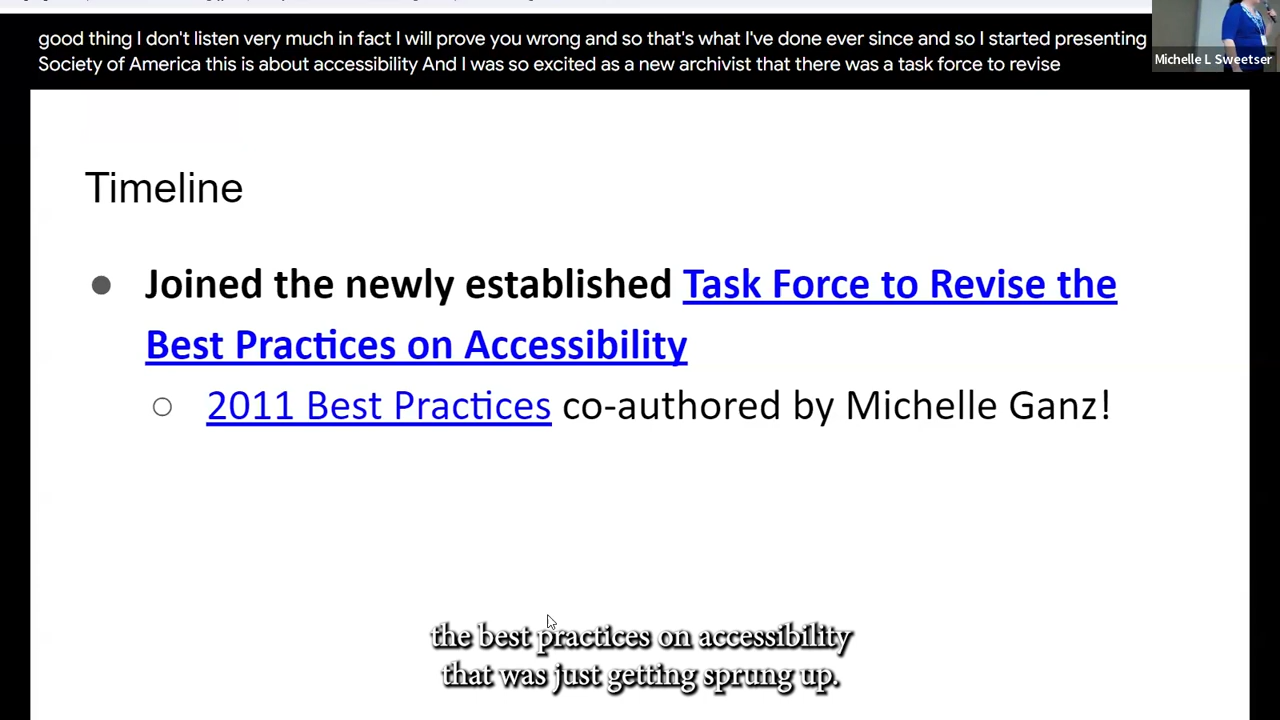 good thing I don't listen very much in fact I will prove you wrong and so that's what I've done ever since and so I started presenting
Society of America this is about accessibility And I was so excited as a new archivist that there was a task force to revise
Michelle L Sweetser
Timeline
Joined the newly established Task Force to Revise the
Best Practices on Accessibility
2011 Best Practices co-authored by Michelle Ganz!
the best practices on accessibility
that was just getting sprung up.